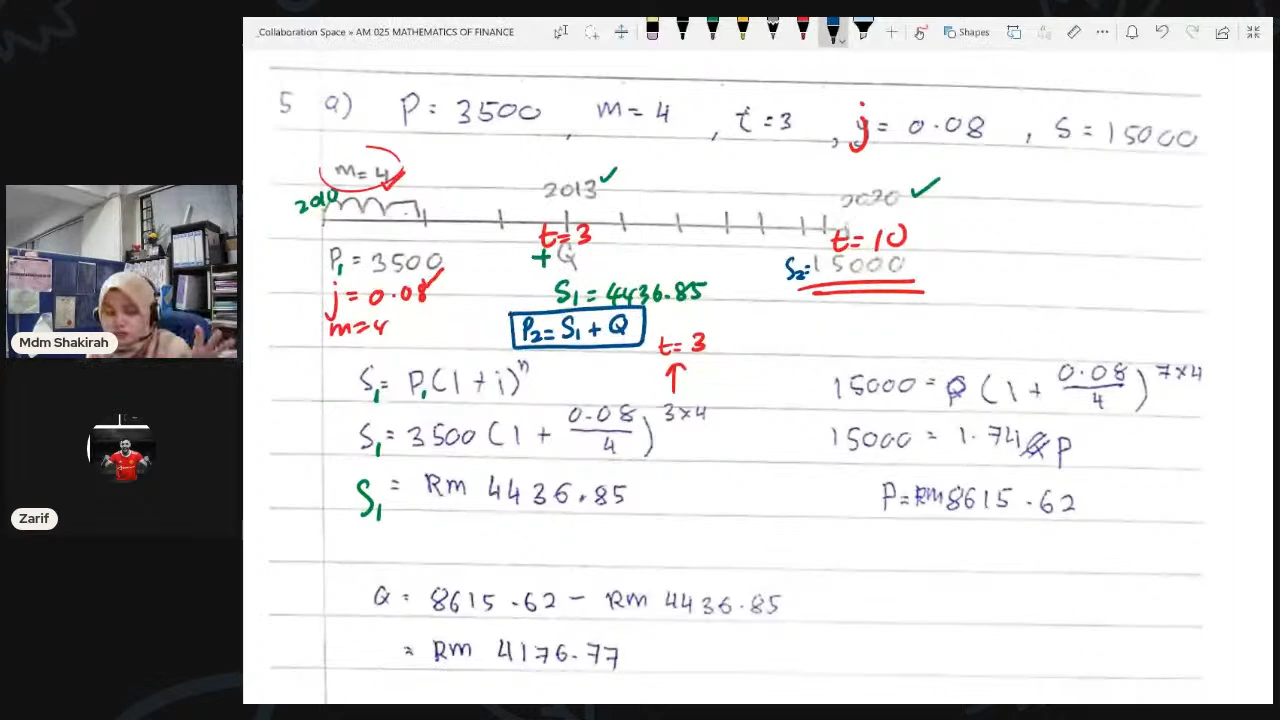 _Collaboration Space » AM 025 MATHEMATICS OF FINANCE
Shapes
5 a) P = 3500 , m = 4 , t = 3 , j = 0.08 , S = 15000
m = 4
2010
2013 ✓
2020 ✓
t = 3
t = 10
P1 = 3500
+ Q
S2 = 15000
j = 0.08
S1 = 4436.85
m = 4
P2 = S1 + Q
t = 3
S1 = P1 (1 + i)^n
15000 = P (1 + 0.08/4)^7×4
S1 = 3500 (1 + 0.08/4)^3×4
15000 = 1.74 P
S1 = RM 4436.85
P = RM 8615.62
Q = 8615.62 - RM 4436.85
= RM 4176.77
Mdm Shakirah
Zarif